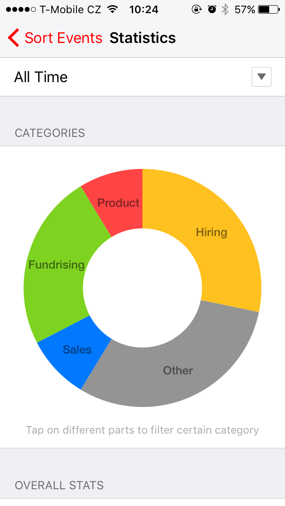 T-Mobile CZ 10:24 57%
Sort Events Statistics
All Time
CATEGORIES
Product
Hiring
Fundrising
Sales
Other
Tap on different parts to filter certain category
OVERALL STATS